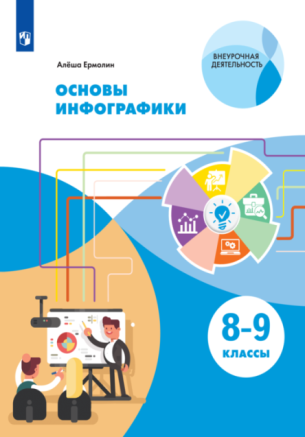 Алёша Ермолин
ВНЕУРОЧНАЯ
ДЕЯТЕЛЬНОСТЬ
ОСНОВЫ
ИНФОГРАФИКИ
8-9
КЛАССЫ